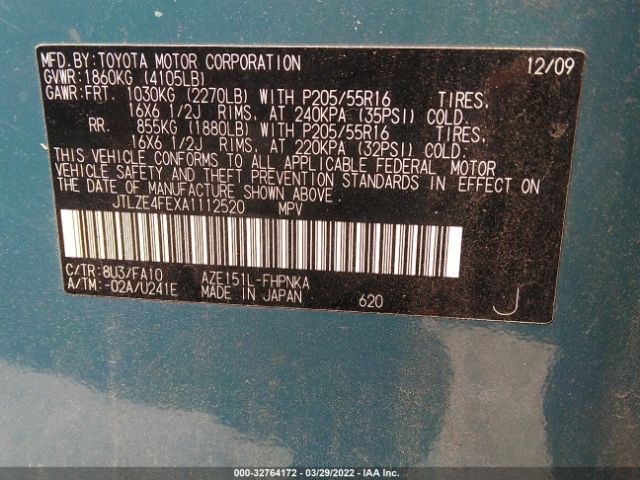 MFD.BY:TOYOTA MOTOR CORPORATION 12/09
GVWR:1860KG (4105LB)
GAWR:FRT. 1030KG (2270LB) WITH P205/55R16 TIRES,
16X6 1/2J RIMS, AT 240KPA (35PSI) COLD.
RR. 855KG (1880LB) WITH P205/55R16 TIRES,
16X6 1/2J RIMS, AT 220KPA (32PSI) COLD.
THIS VEHICLE CONFORMS TO ALL APPLICABLE FEDERAL MOTOR
VEHICLE SAFETY AND THEFT PREVENTION STANDARDS IN EFFECT ON
THE DATE OF MANUFACTURE SHOWN ABOVE.
JTLZE4FEXA1112520 MPV
C/TR:8U3/FA10 AZE151L-FHPNKA
A/TM:-02A/U241E MADE IN JAPAN 620 J
000-32764172 - 03/29/2022 - IAA Inc.